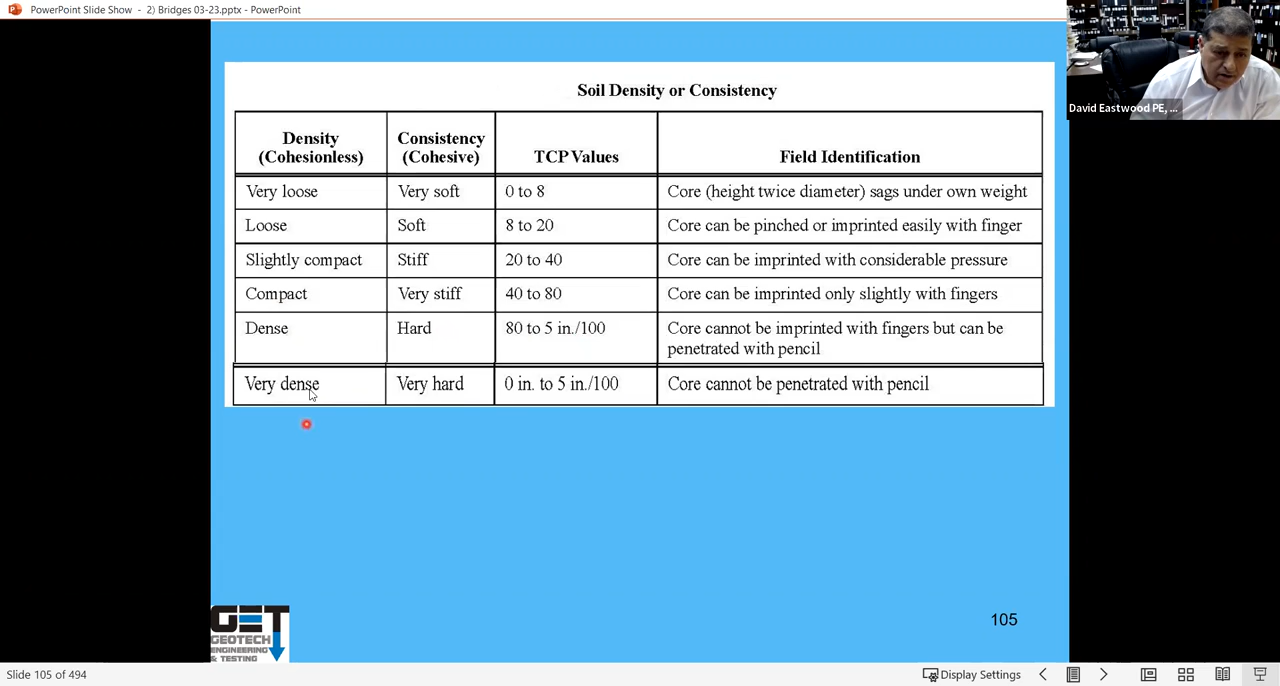 PowerPoint Slide Show - 2) Bridges 03-23.pptx - PowerPoint
David Eastwood PE, ...
Soil Density or Consistency
Density (Cohesionless) Consistency (Cohesive) TCP Values Field Identification
Very loose Very soft 0 to 8 Core (height twice diameter) sags under own weight
Loose Soft 8 to 20 Core can be pinched or imprinted easily with finger
Slightly compact Stiff 20 to 40 Core can be imprinted with considerable pressure
Compact Very stiff 40 to 80 Core can be imprinted only slightly with fingers
Dense Hard 80 to 5 in./100 Core cannot be imprinted with fingers but can be
penetrated with pencil
Very dense Very hard 0 in. to 5 in./100 Core cannot be penetrated with pencil
105
GET
GEOTECH
ENGINEERING
& TESTING
Slide 105 of 494
Display Settings